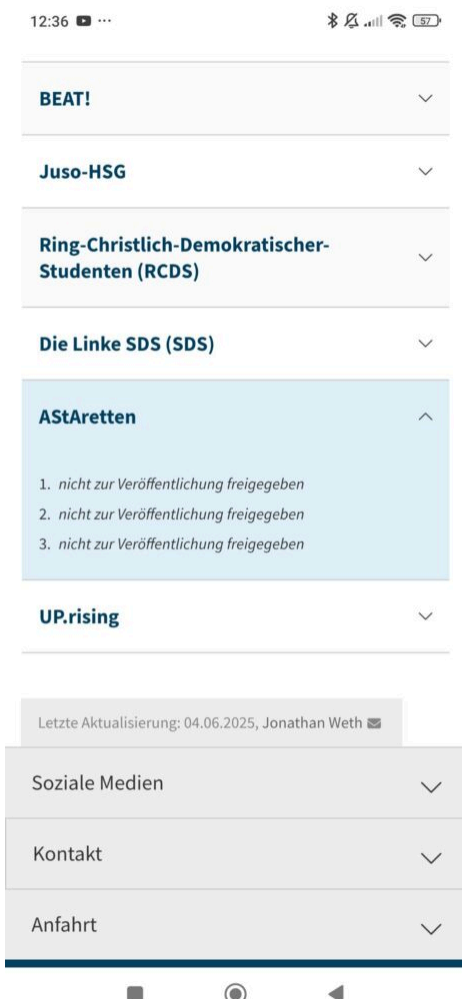 12:36 ...
57
BEAT!
Juso-HSG
Ring-Christlich-Demokratischer-
Studenten (RCDS)
Die Linke SDS (SDS)
AStAretten
1. nicht zur Veröffentlichung freigegeben
2. nicht zur Veröffentlichung freigegeben
3. nicht zur Veröffentlichung freigegeben
UP.rising
Letzte Aktualisierung: 04.06.2025, Jonathan Weth
Soziale Medien
Kontakt
Anfahrt